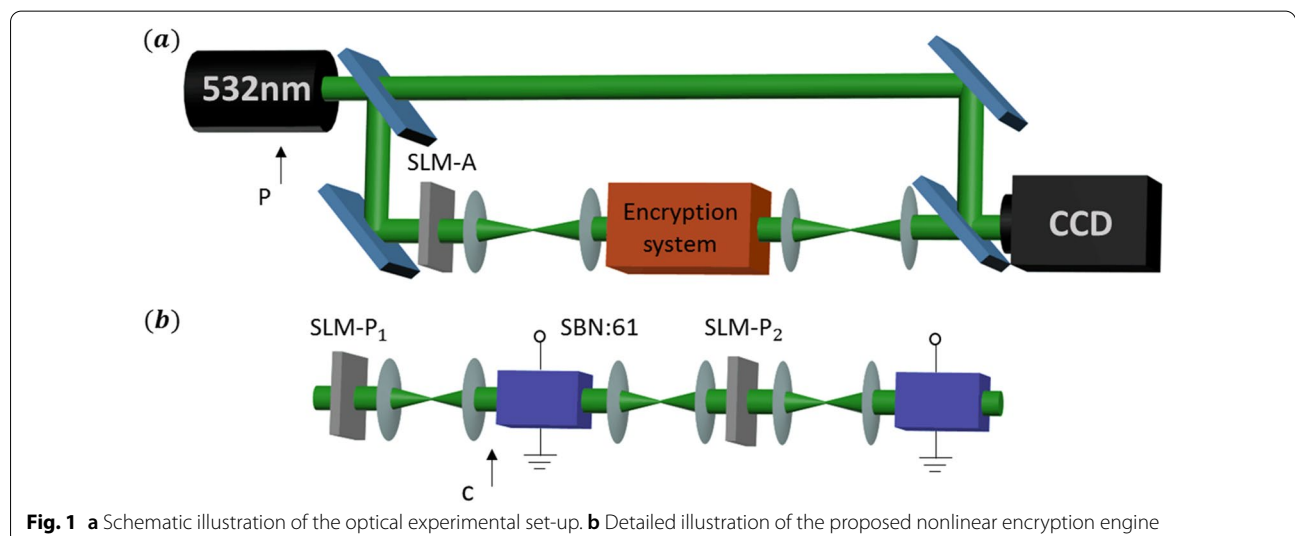 (a)
532nm
P
SLM-A
Encryption
system
CCD
(b)
SLM-P₁
SBN:61
SLM-P₂
c
Fig. 1 a Schematic illustration of the optical experimental set-up. b Detailed illustration of the proposed nonlinear encryption engine